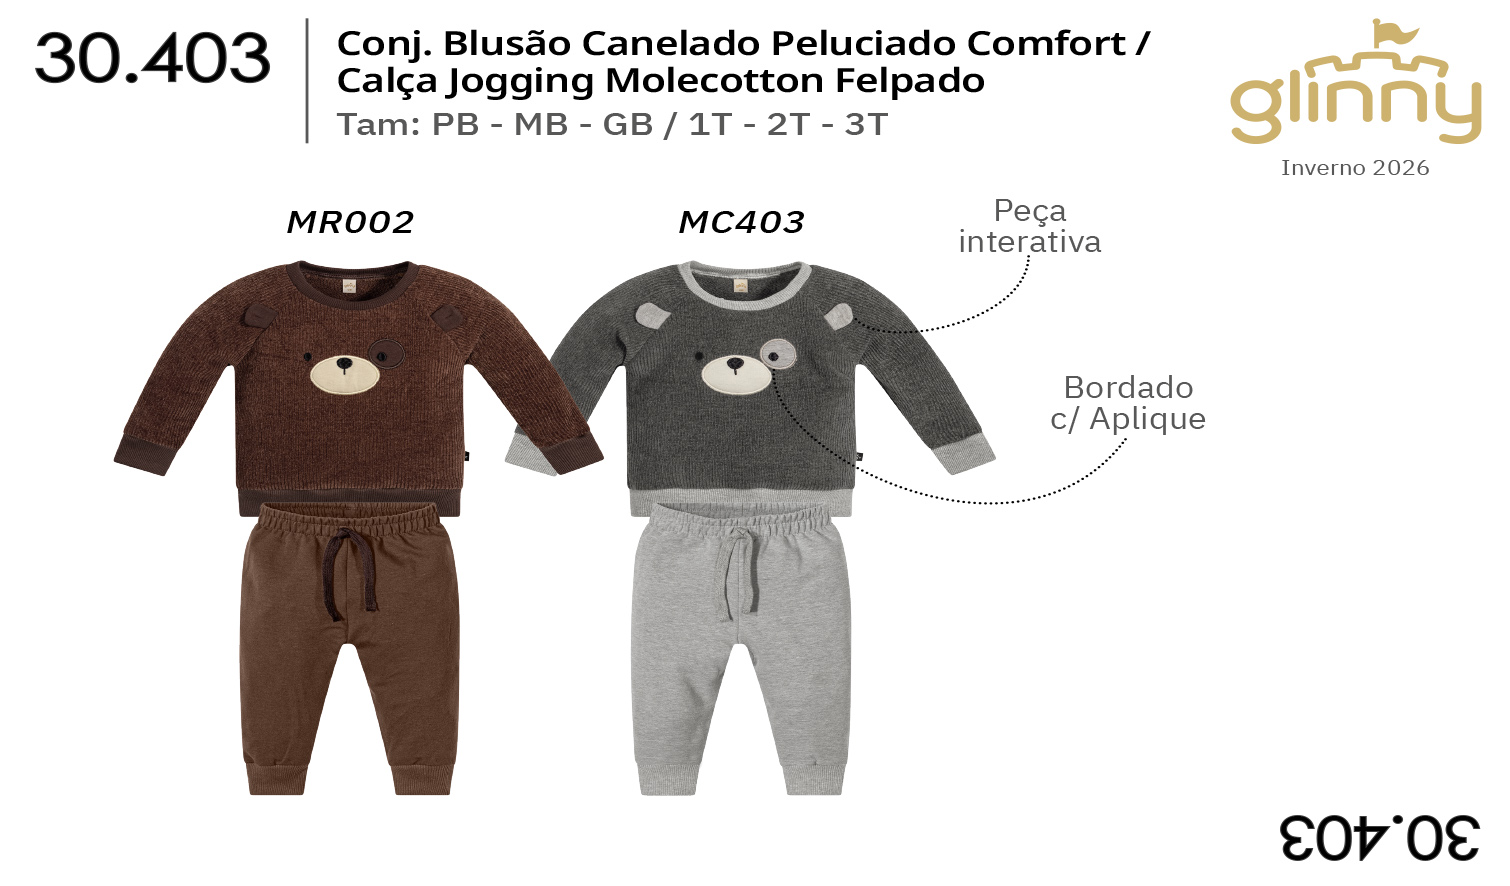 30.403
Conj. Blusão Canelado Peluciado Comfort /
Calça Jogging Molecotton Felpado
Tam: PB - MB - GB / 1T - 2T - 3T
glinny
Inverno 2026
MR002
MC403
Peça
interativa
Bordado
c/ Aplique
30.403